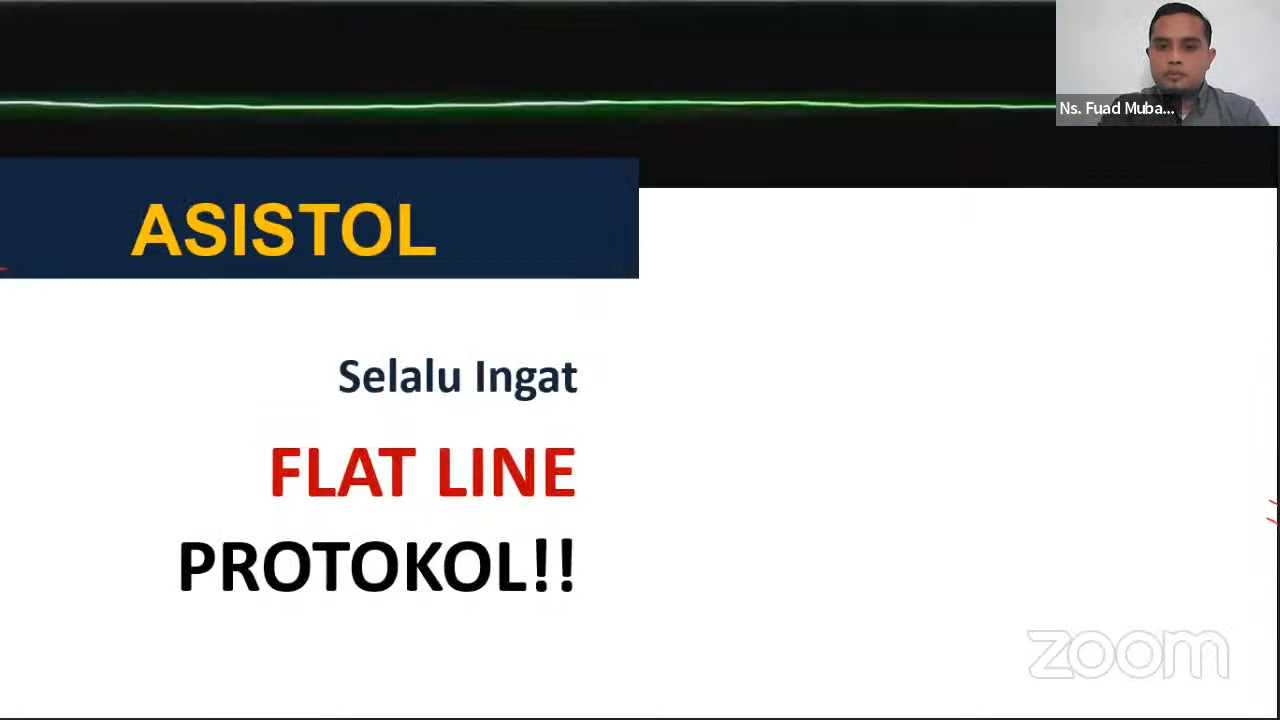 Ns. Fuad Muba...
ASISTOL
Selalu Ingat
FLAT LINE
PROTOKOL!!
zoom